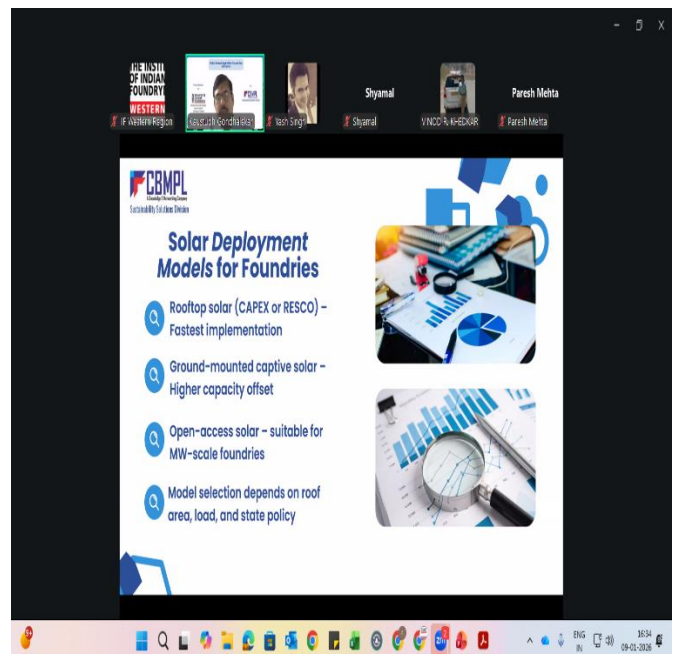 THE INSTI
OF INDIAN
FOUNDRY
WESTERN
Shyamal
Paresh Mehta
IIF Western Region
Kaustubh Gondhalekar
Yash Singh
Shyamal
VINOD R. KHEDKAR
Paresh Mehta
CBMPL
Sustainability Solutions Division
Solar Deployment
Models for Foundries
Rooftop solar (CAPEX or RESCO) –
Fastest implementation
Ground-mounted captive solar –
Higher capacity offset
Open-access solar – suitable for
MW-scale foundries
Model selection depends on roof
area, load, and state policy
ENG
IN
16:34
09-01-2026